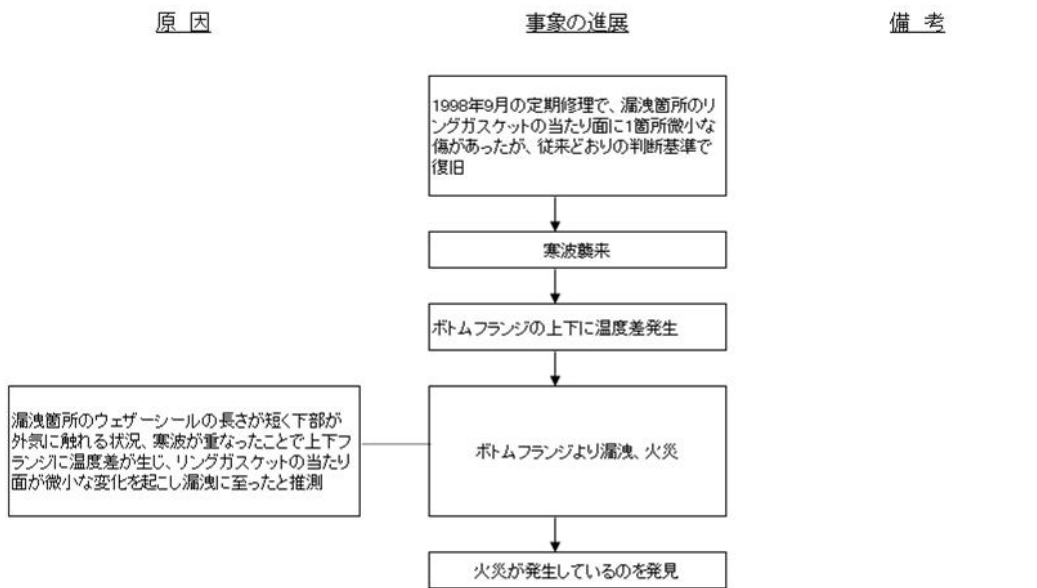 原 因
事象の進展
備 考
1998年9月の定期修理で、漏洩箇所のリ
ングガスケットの当たり面に1箇所微小な
傷があったが、従来どおりの判断基準で
復旧
寒波襲来
ボトムフランジの上下に温度差発生
漏洩箇所のウェザーシールの長さが短く下部が
外気に触れる状況、寒波が重なったことで上下フ
ランジに温度差が生じ、リングガスケットの当たり
面が微小な変化を起こし漏洩に至ったと推測
ボトムフランジより漏洩、火災
火災が発生しているのを発見